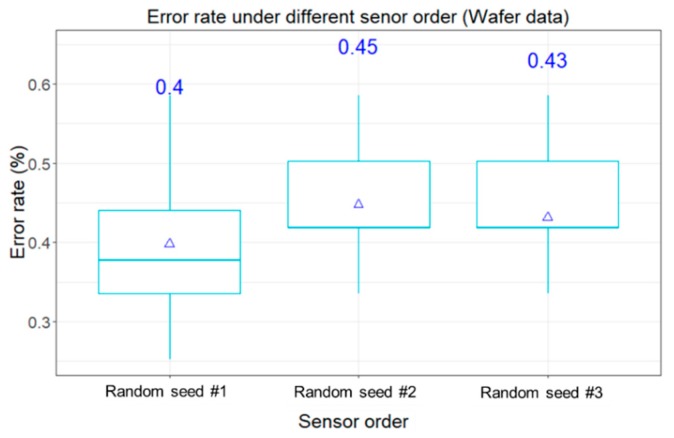 Error rate under different senor order (Wafer data)
0.45
0.43
0.4
0.6
0.5
0.4
0.3
Error rate (%)
Random seed #1
Random seed #2
Random seed #3
Sensor order